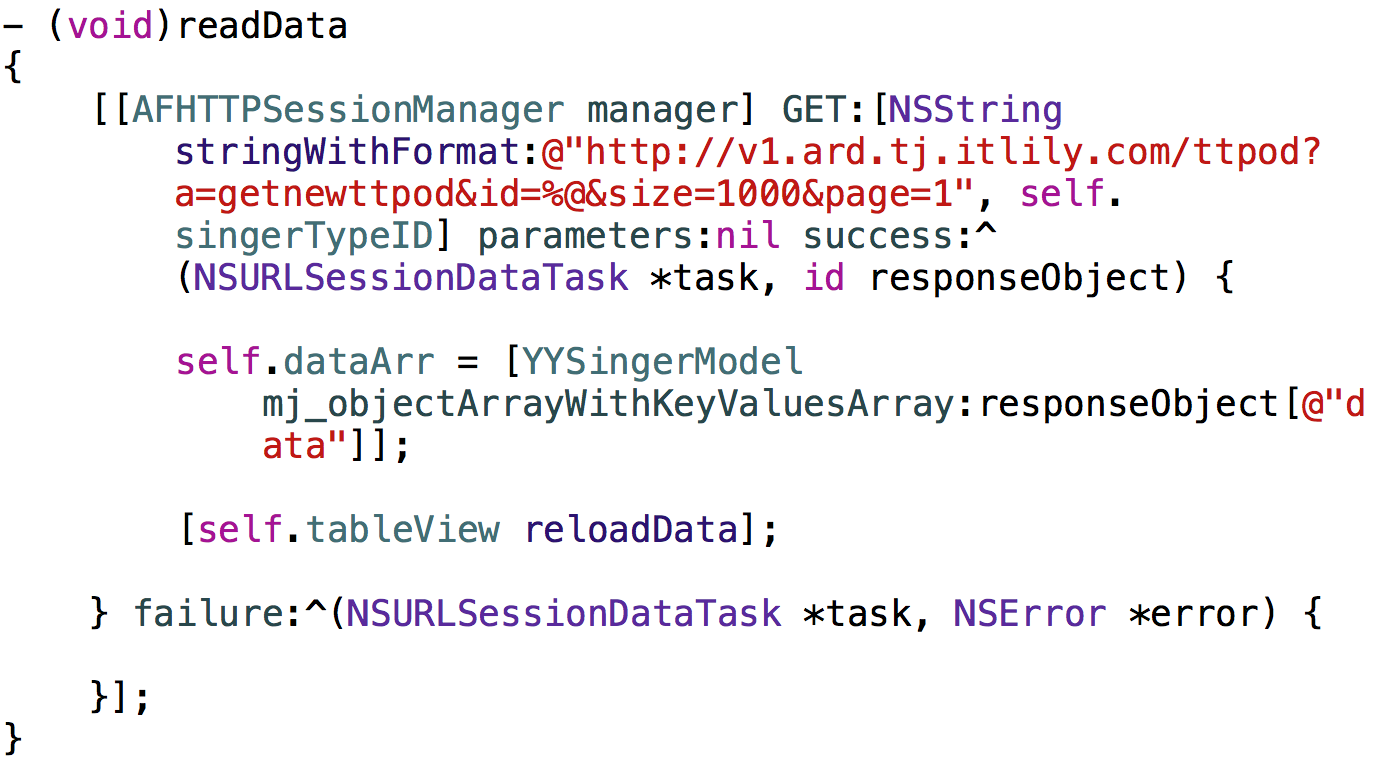 - (void)readData
{
    [[AFHTTPSessionManager manager] GET:[NSString
        stringWithFormat:@"http://v1.ard.tj.itlily.com/ttpod?
        a=getnewttpod&id=%@&size=1000&page=1", self.
        singerTypeID] parameters:nil success:^
        (NSURLSessionDataTask *task, id responseObject) {
        self.dataArr = [YYSingerModel
            mj_objectArrayWithKeyValuesArray:responseObject[@"d
            ata"]];
        [self.tableView reloadData];
    } failure:^(NSURLSessionDataTask *task, NSError *error) {
    }];
}